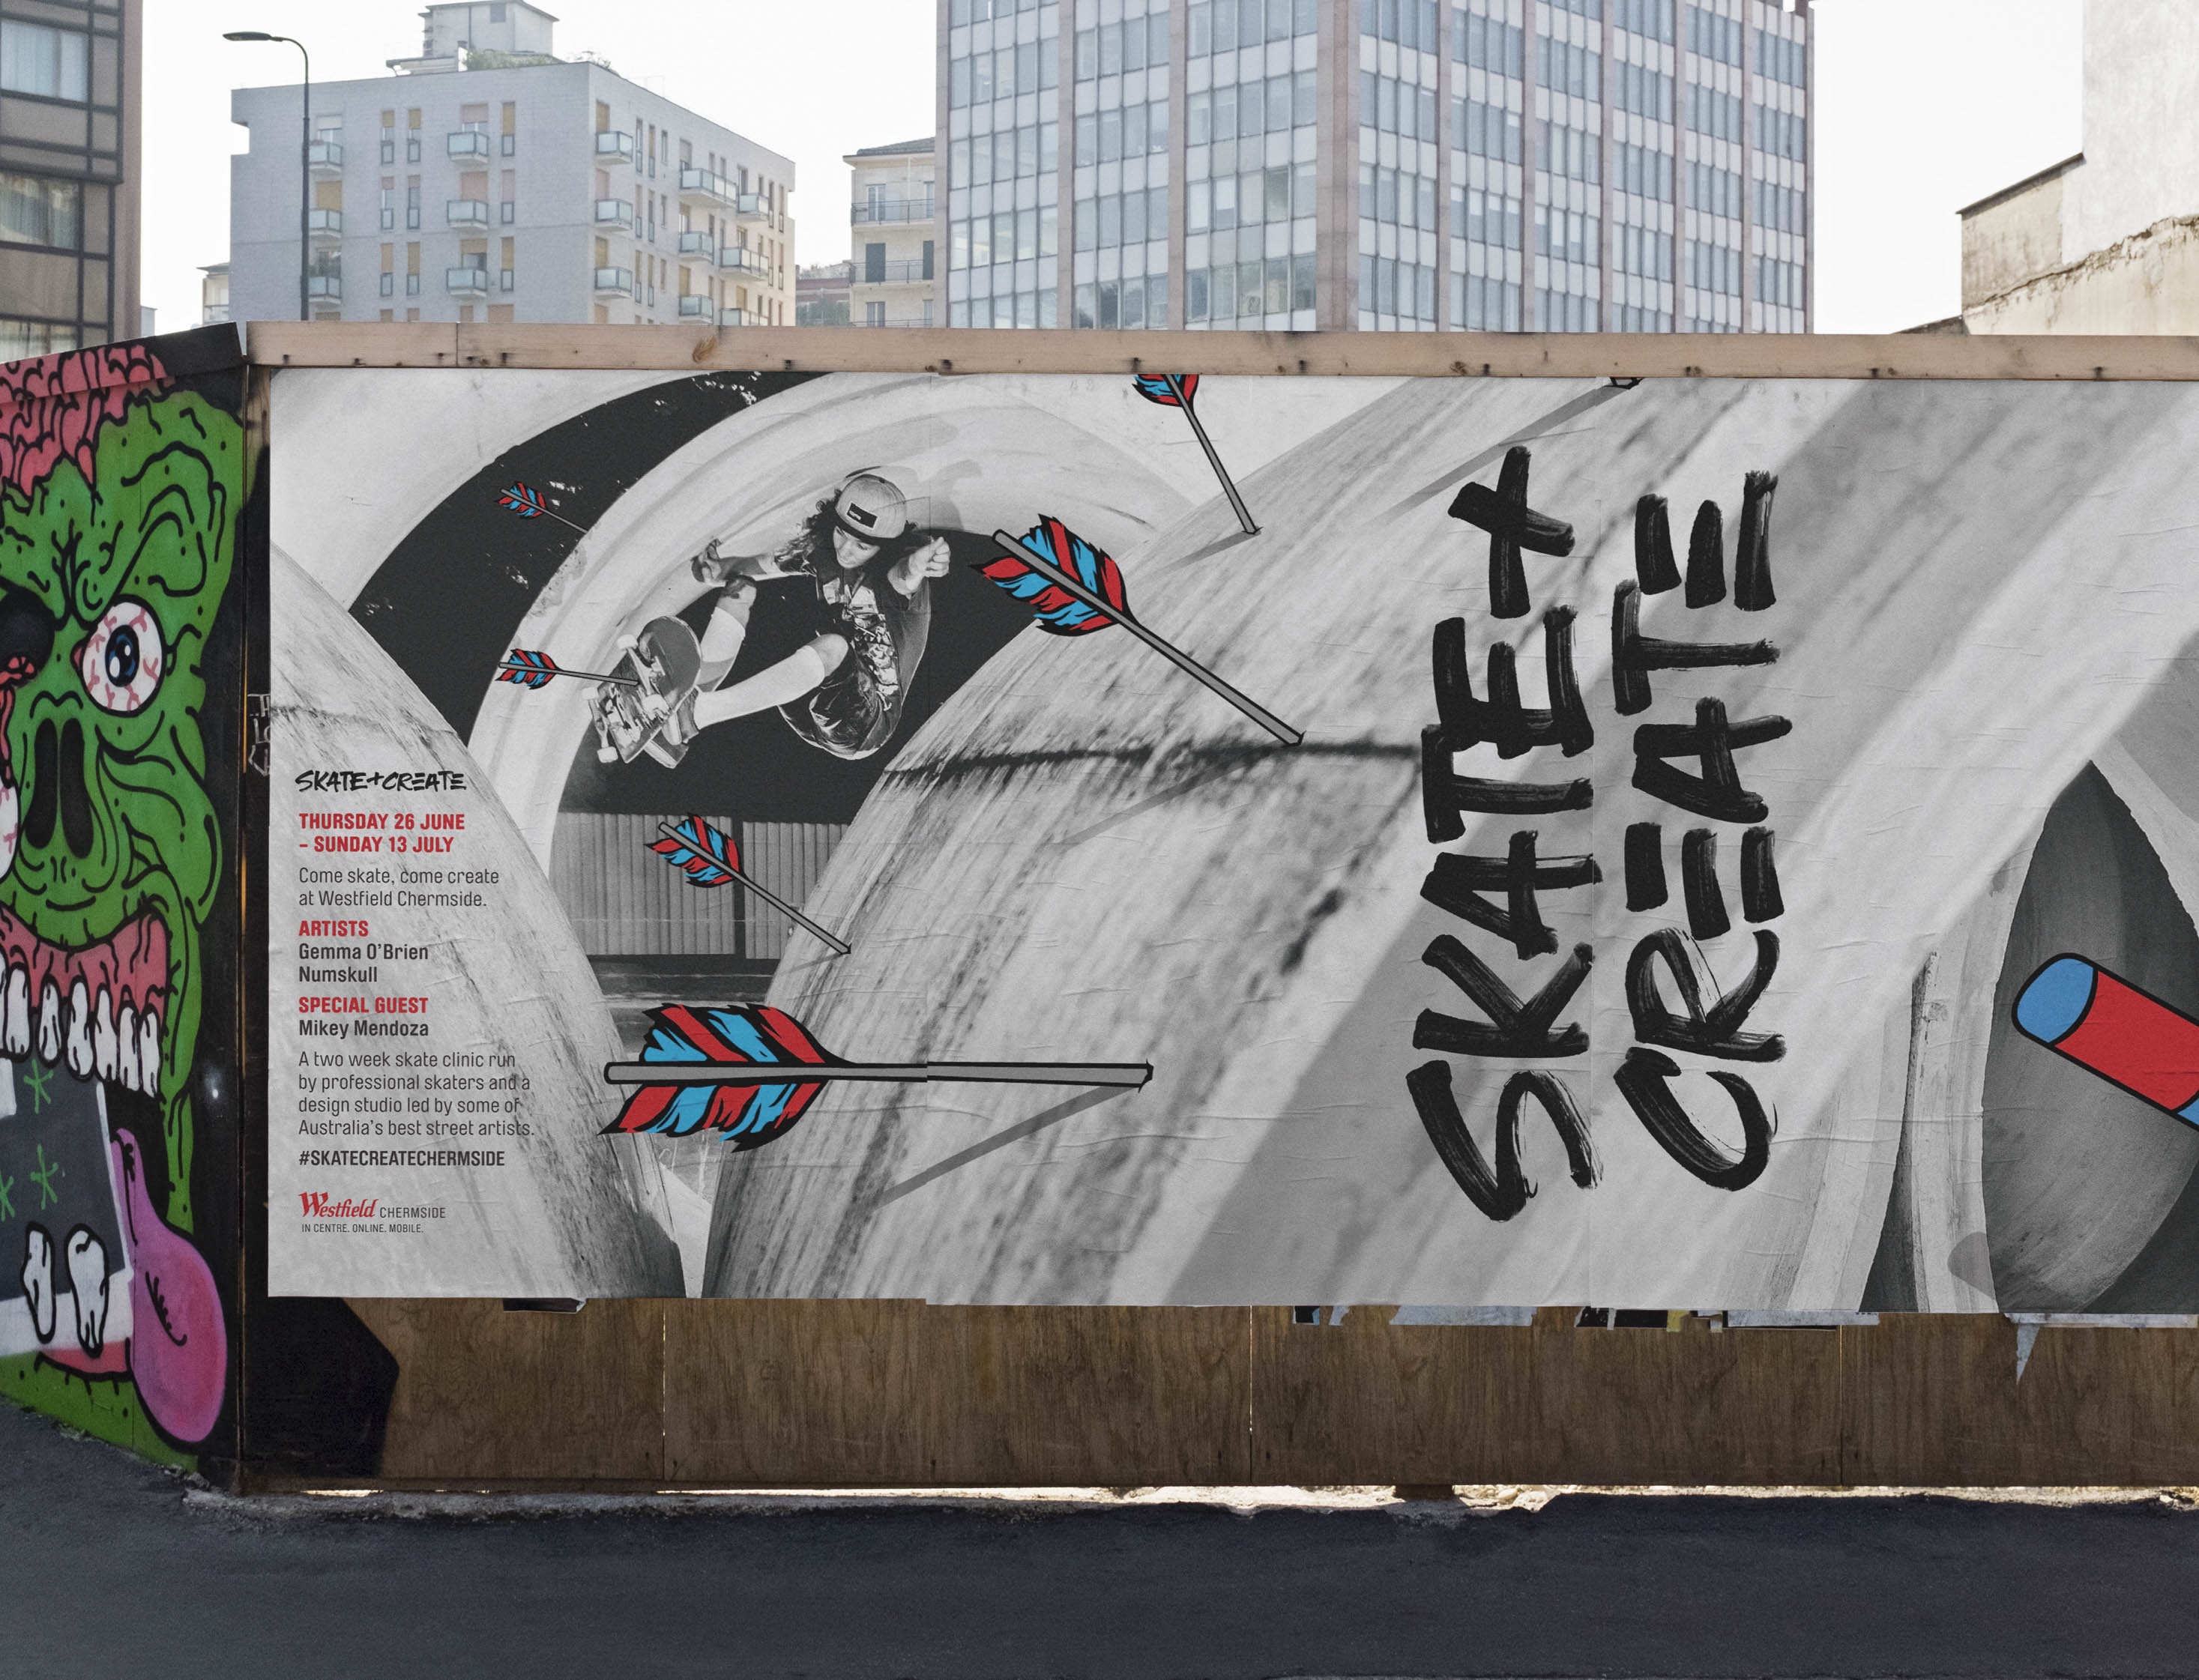 SKATE+CREATE
THURSDAY 26 JUNE
– SUNDAY 13 JULY
Come skate, come create
at Westfield Chermside.
ARTISTS
Gemma O'Brien
Numskull
SPECIAL GUEST
Mikey Mendoza
A two week skate clinic run
by professional skaters and a
design studio led by some of
Australia's best street artists.
#SKATECREATECHERMSIDE
Westfield CHERMSIDE
IN CENTRE. ONLINE. MOBILE.
SKATE+
CREATE